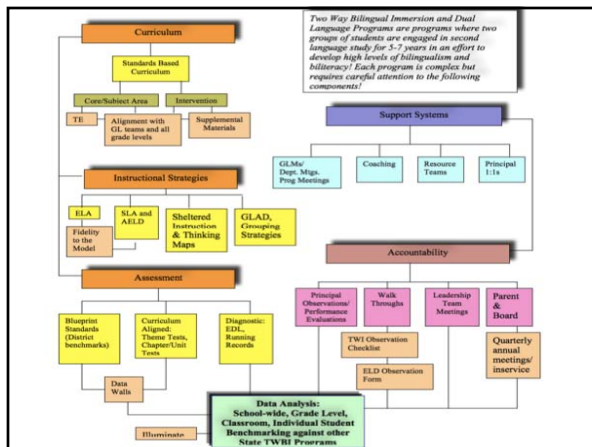 Curriculum
Two Way Bilingual Immersion and Dual
Language Programs are programs where two
groups of students are engaged in second
language study for 5-7 years in an effort to
develop high levels of bilingualism and
biliteracy! Each program is complex but
requires careful attention to the following
components!
Standards Based
Curriculum
Core/Subject Area
Intervention
TE
Alignment with
GL teams and all
grade levels
Supplemental
Materials
Support Systems
GLMs/
Dept. Mtgs.
Prog Meetings
Coaching
Resource
Teams
Principal
1:1s
Instructional Strategies
ELA
SLA and
AELD
Sheltered
Instruction
& Thinking
Maps
GLAD,
Grouping
Strategies
Fidelity
to the
Model
Accountability
Assessment
Principal
Observations/
Performance
Evaluations
Walk
Throughs
Leadership
Team
Meetings
Parent
&
Board
Blueprint
Standards
(District
benchmarks)
Curriculum
Aligned:
Theme Tests,
Chapter/Unit
Tests
Diagnostic:
EDL,
Running
Records
TWI Observation
Checklist
Quarterly
annual
meetings/
inservice
ELD Observation
Form
Data
Walls
Data Analysis:
School-wide, Grade Level,
Classroom, Individual Student
Benchmarking against other
State TWBI Programs
Illuminate